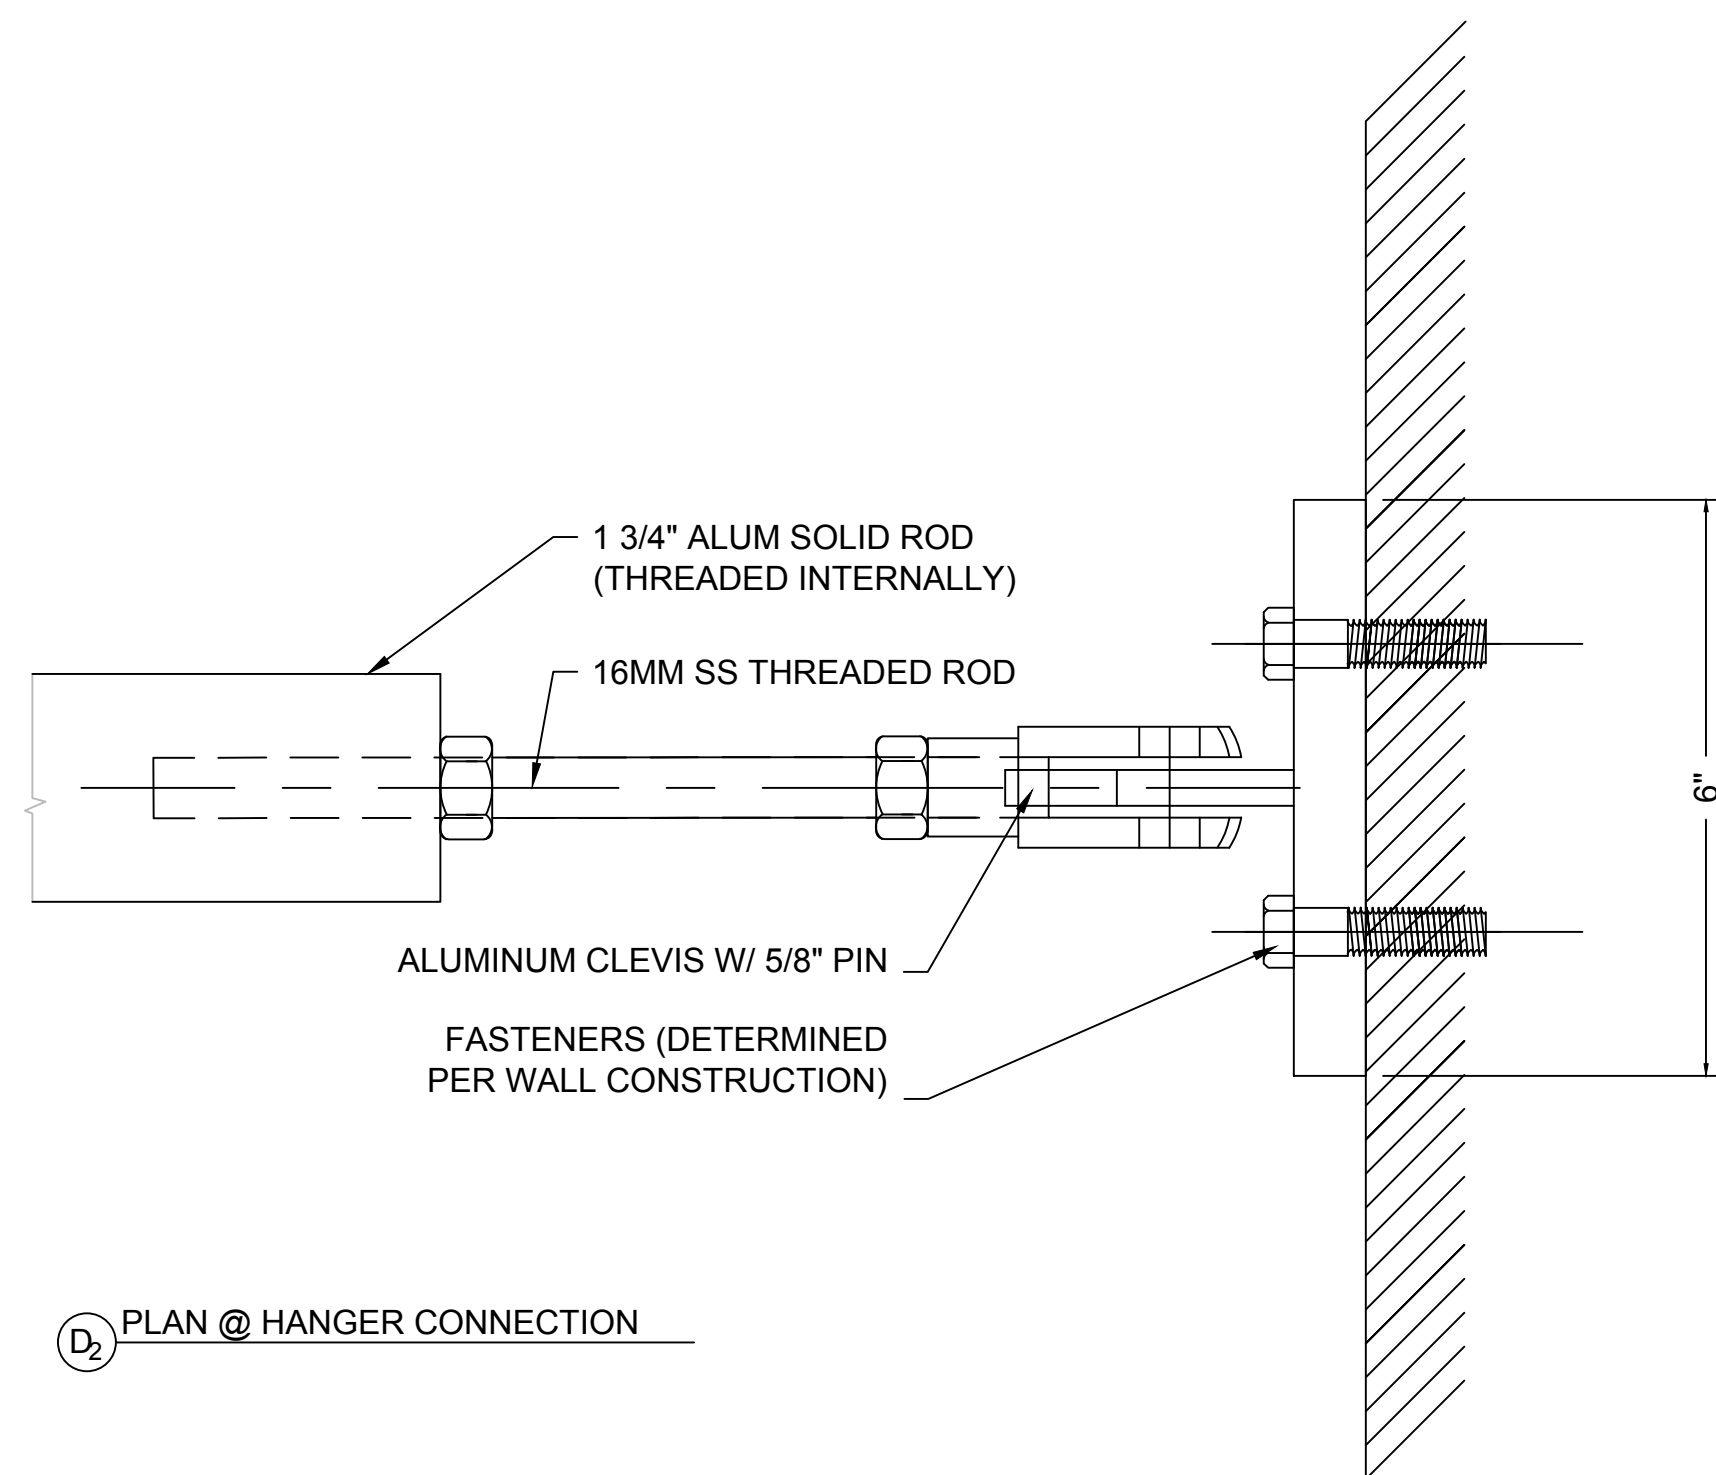 1 3/4" ALUM SOLID ROD
(THREADED INTERNALLY)
16MM SS THREADED ROD
6"
ALUMINUM CLEVIS W/ 5/8" PIN
FASTENERS (DETERMINED
PER WALL CONSTRUCTION)
D2 PLAN @ HANGER CONNECTION